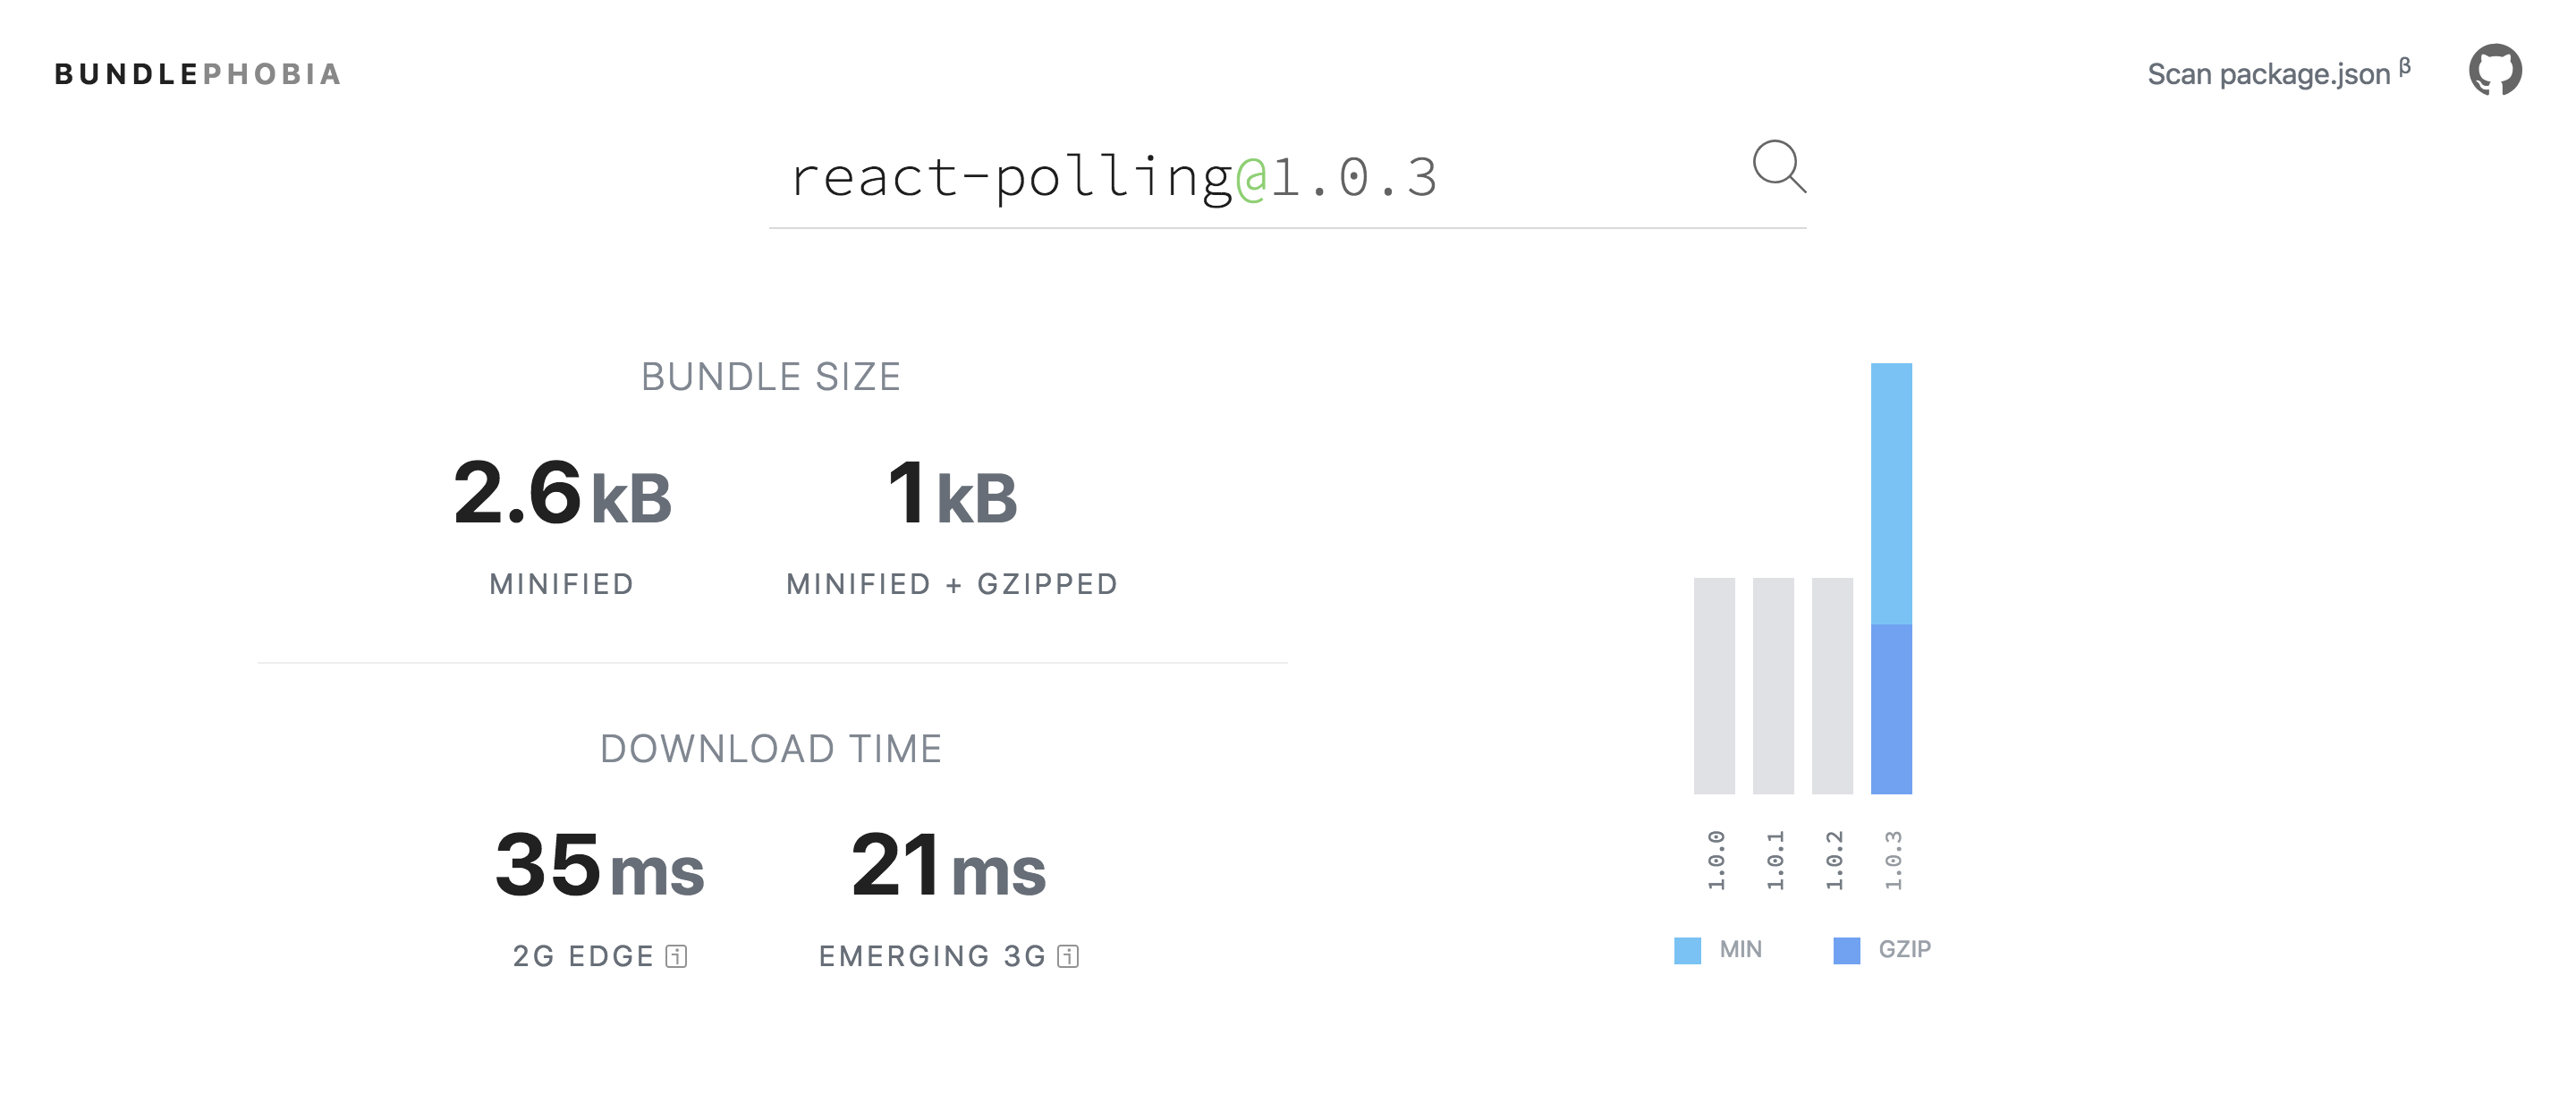 BUNDLEPHOBIA
Scan package.json β
react-polling@1.0.3
BUNDLE SIZE
2.6 kB
1 kB
MINIFIED
MINIFIED + GZIPPED
DOWNLOAD TIME
35 ms
21 ms
2G EDGE i
EMERGING 3G i
1.0.0
1.0.1
1.0.2
1.0.3
MIN
GZIP